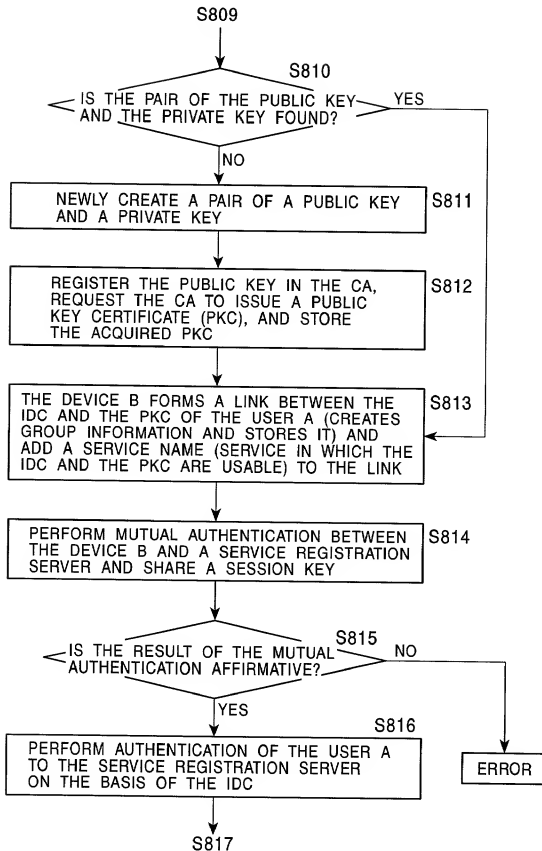 S809
S810
IS THE PAIR OF THE PUBLIC KEY
AND THE PRIVATE KEY FOUND?
YES
NO
NEWLY CREATE A PAIR OF A PUBLIC KEY
AND A PRIVATE KEY
S811
REGISTER THE PUBLIC KEY IN THE CA,
REQUEST THE CA TO ISSUE A PUBLIC
KEY CERTIFICATE (PKC), AND STORE
THE ACQUIRED PKC
S812
THE DEVICE B FORMS A LINK BETWEEN THE
IDC AND THE PKC OF THE USER A (CREATES
GROUP INFORMATION AND STORES IT) AND
ADD A SERVICE NAME (SERVICE IN WHICH THE
IDC AND THE PKC ARE USABLE) TO THE LINK
S813
PERFORM MUTUAL AUTHENTICATION BETWEEN
THE DEVICE B AND A SERVICE REGISTRATION
SERVER AND SHARE A SESSION KEY
S814
S815
IS THE RESULT OF THE MUTUAL
AUTHENTICATION AFFIRMATIVE?
NO
YES
S816
PERFORM AUTHENTICATION OF THE USER A
TO THE SERVICE REGISTRATION SERVER
ON THE BASIS OF THE IDC
ERROR
S817